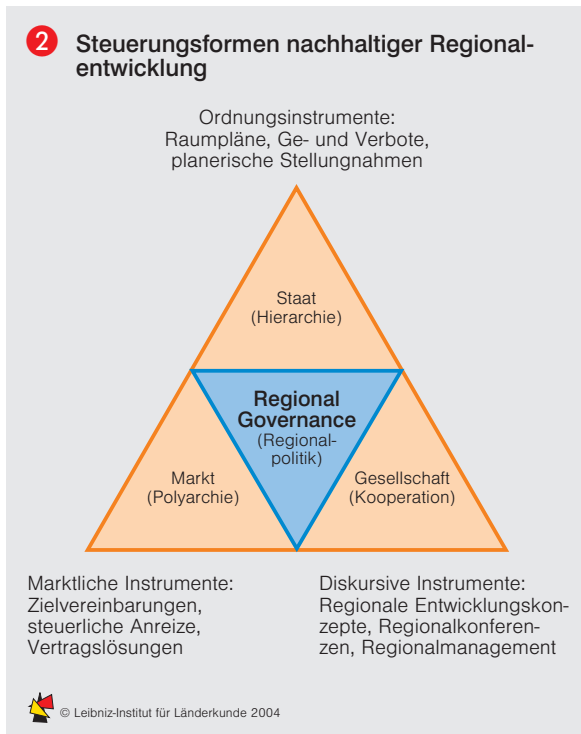 2 Steuerungsformen nachhaltiger Regional-
entwicklung
Ordnungsinstrumente:
Raumpläne, Ge- und Verbote,
planerische Stellungnahmen
Staat
(Hierarchie)
Regional
Governance
(Regional-
politik)
Markt
(Polyarchie)
Gesellschaft
(Kooperation)
Marktliche Instrumente:
Zielvereinbarungen,
steuerliche Anreize,
Vertragslösungen
Diskursive Instrumente:
Regionale Entwicklungskon-
zepte, Regionalkonferen-
zen, Regionalmanagement
© Leibniz-Institut für Länderkunde 2004